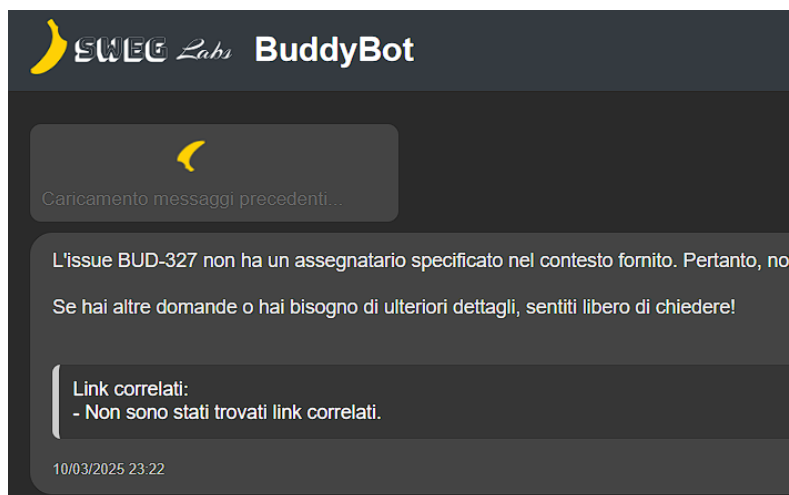 SWEG Labs BuddyBot
Caricamento messaggi precedenti...
L'issue BUD-327 non ha un assegnatario specificato nel contesto fornito. Pertanto, no
Se hai altre domande o hai bisogno di ulteriori dettagli, sentiti libero di chiedere!
Link correlati:
- Non sono stati trovati link correlati.
10/03/2025 23:22